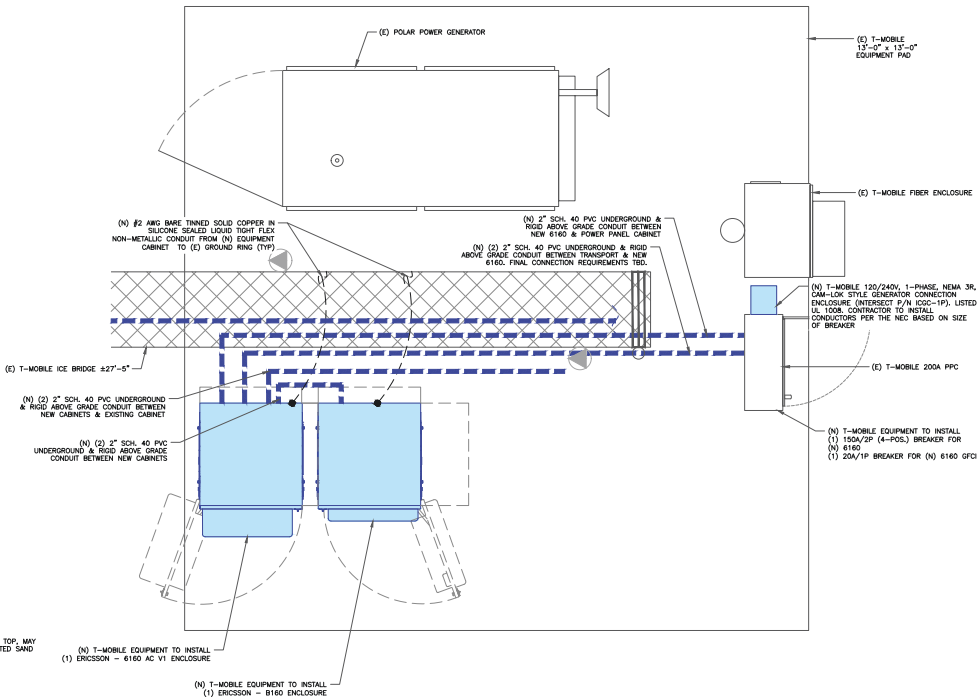 (E) POLAR POWER GENERATOR
(E) T-MOBILE
13'-0" x 13'-0"
EQUIPMENT PAD
(E) T-MOBILE FIBER ENCLOSURE
(N) #2 AWG BARE TINNED SOLID COPPER IN
SILICONE SEALED LIQUID TIGHT FLEX
NON-METALLIC CONDUIT FROM (N) EQUIPMENT
CABINET TO (E) GROUND RING (TYP)
(N) 2" SCH. 40 PVC UNDERGROUND &
RIGID ABOVE GRADE CONDUIT BETWEEN
NEW 6160 & POWER PANEL CABINET
(N) (2) 2" SCH. 40 PVC UNDERGROUND & RIGID
ABOVE GRADE CONDUIT BETWEEN TRANSPORT & NEW
6160. FINAL CONNECTION REQUIREMENTS TBD.
(N) T-MOBILE 120/240V, 1-PHASE, NEMA 3R,
CAM-LOK STYLE GENERATOR CONNECTION
ENCLOSURE (INTERSECT P/N ICGC-1P). LISTED
UL 1008. CONTRACTOR TO INSTALL
CONDUCTORS PER THE NEC BASED ON SIZE
OF BREAKER
(E) T-MOBILE ICE BRIDGE ±27'-5"
(E) T-MOBILE 200A PPC
(N) (2) 2" SCH. 40 PVC UNDERGROUND
& RIGID ABOVE GRADE CONDUIT BETWEEN
NEW CABINETS & EXISTING CABINET
(N) (2) 2" SCH. 40 PVC
UNDERGROUND & RIGID ABOVE GRADE
CONDUIT BETWEEN NEW CABINETS
(N) T-MOBILE EQUIPMENT TO INSTALL
(1) 150A/2P (4-POS.) BREAKER FOR
(N) 6160
(1) 20A/1P BREAKER FOR (N) 6160 GFCI
TOP, MAY
TED SAND
(N) T-MOBILE EQUIPMENT TO INSTALL
(1) ERICSSON - 6160 AC V1 ENCLOSURE
(N) T-MOBILE EQUIPMENT TO INSTALL
(1) ERICSSON - B160 ENCLOSURE